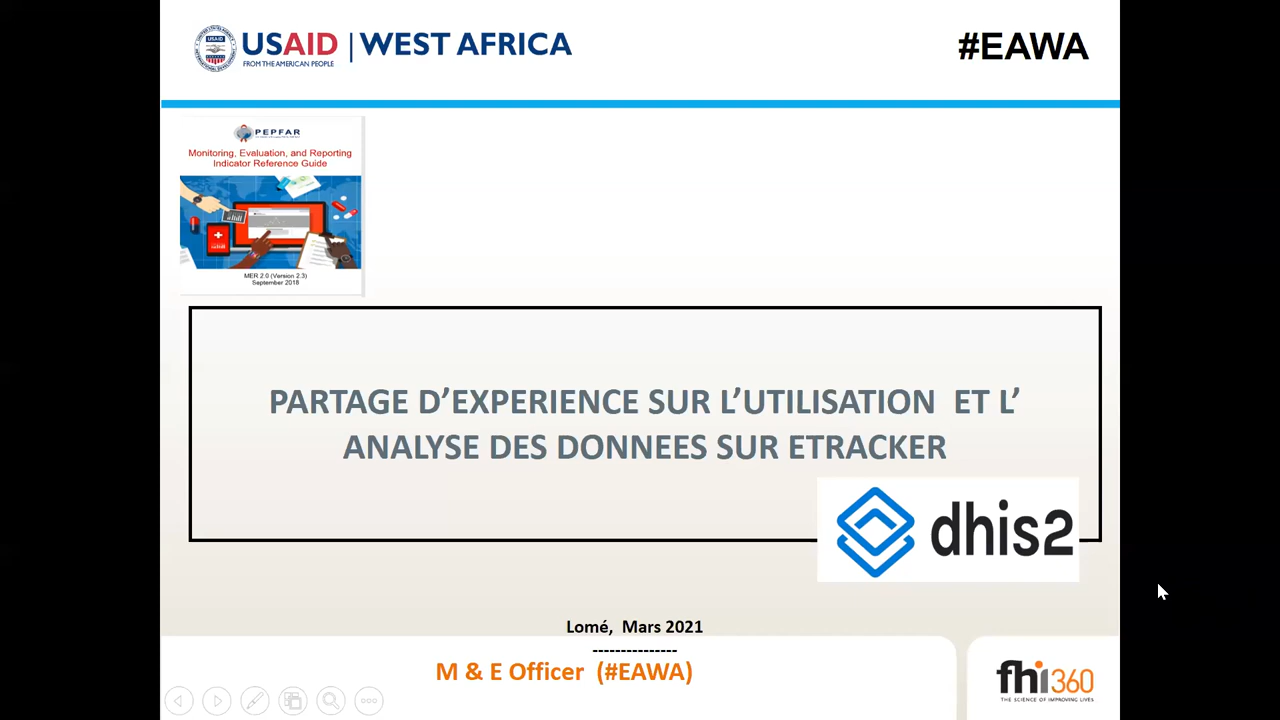 USAID WEST AFRICA
FROM THE AMERICAN PEOPLE
#EAWA
PEPFAR
Monitoring, Evaluation, and Reporting
Indicator Reference Guide
MER 2.0 (Version 2.3)
September 2018
PARTAGE D’EXPERIENCE SUR L’UTILISATION ET L’
ANALYSE DES DONNEES SUR ETRACKER
dhis2
Lomé, Mars 2021
---------------
M & E Officer (#EAWA)
fhi360
THE SCIENCE OF IMPROVING LIVES